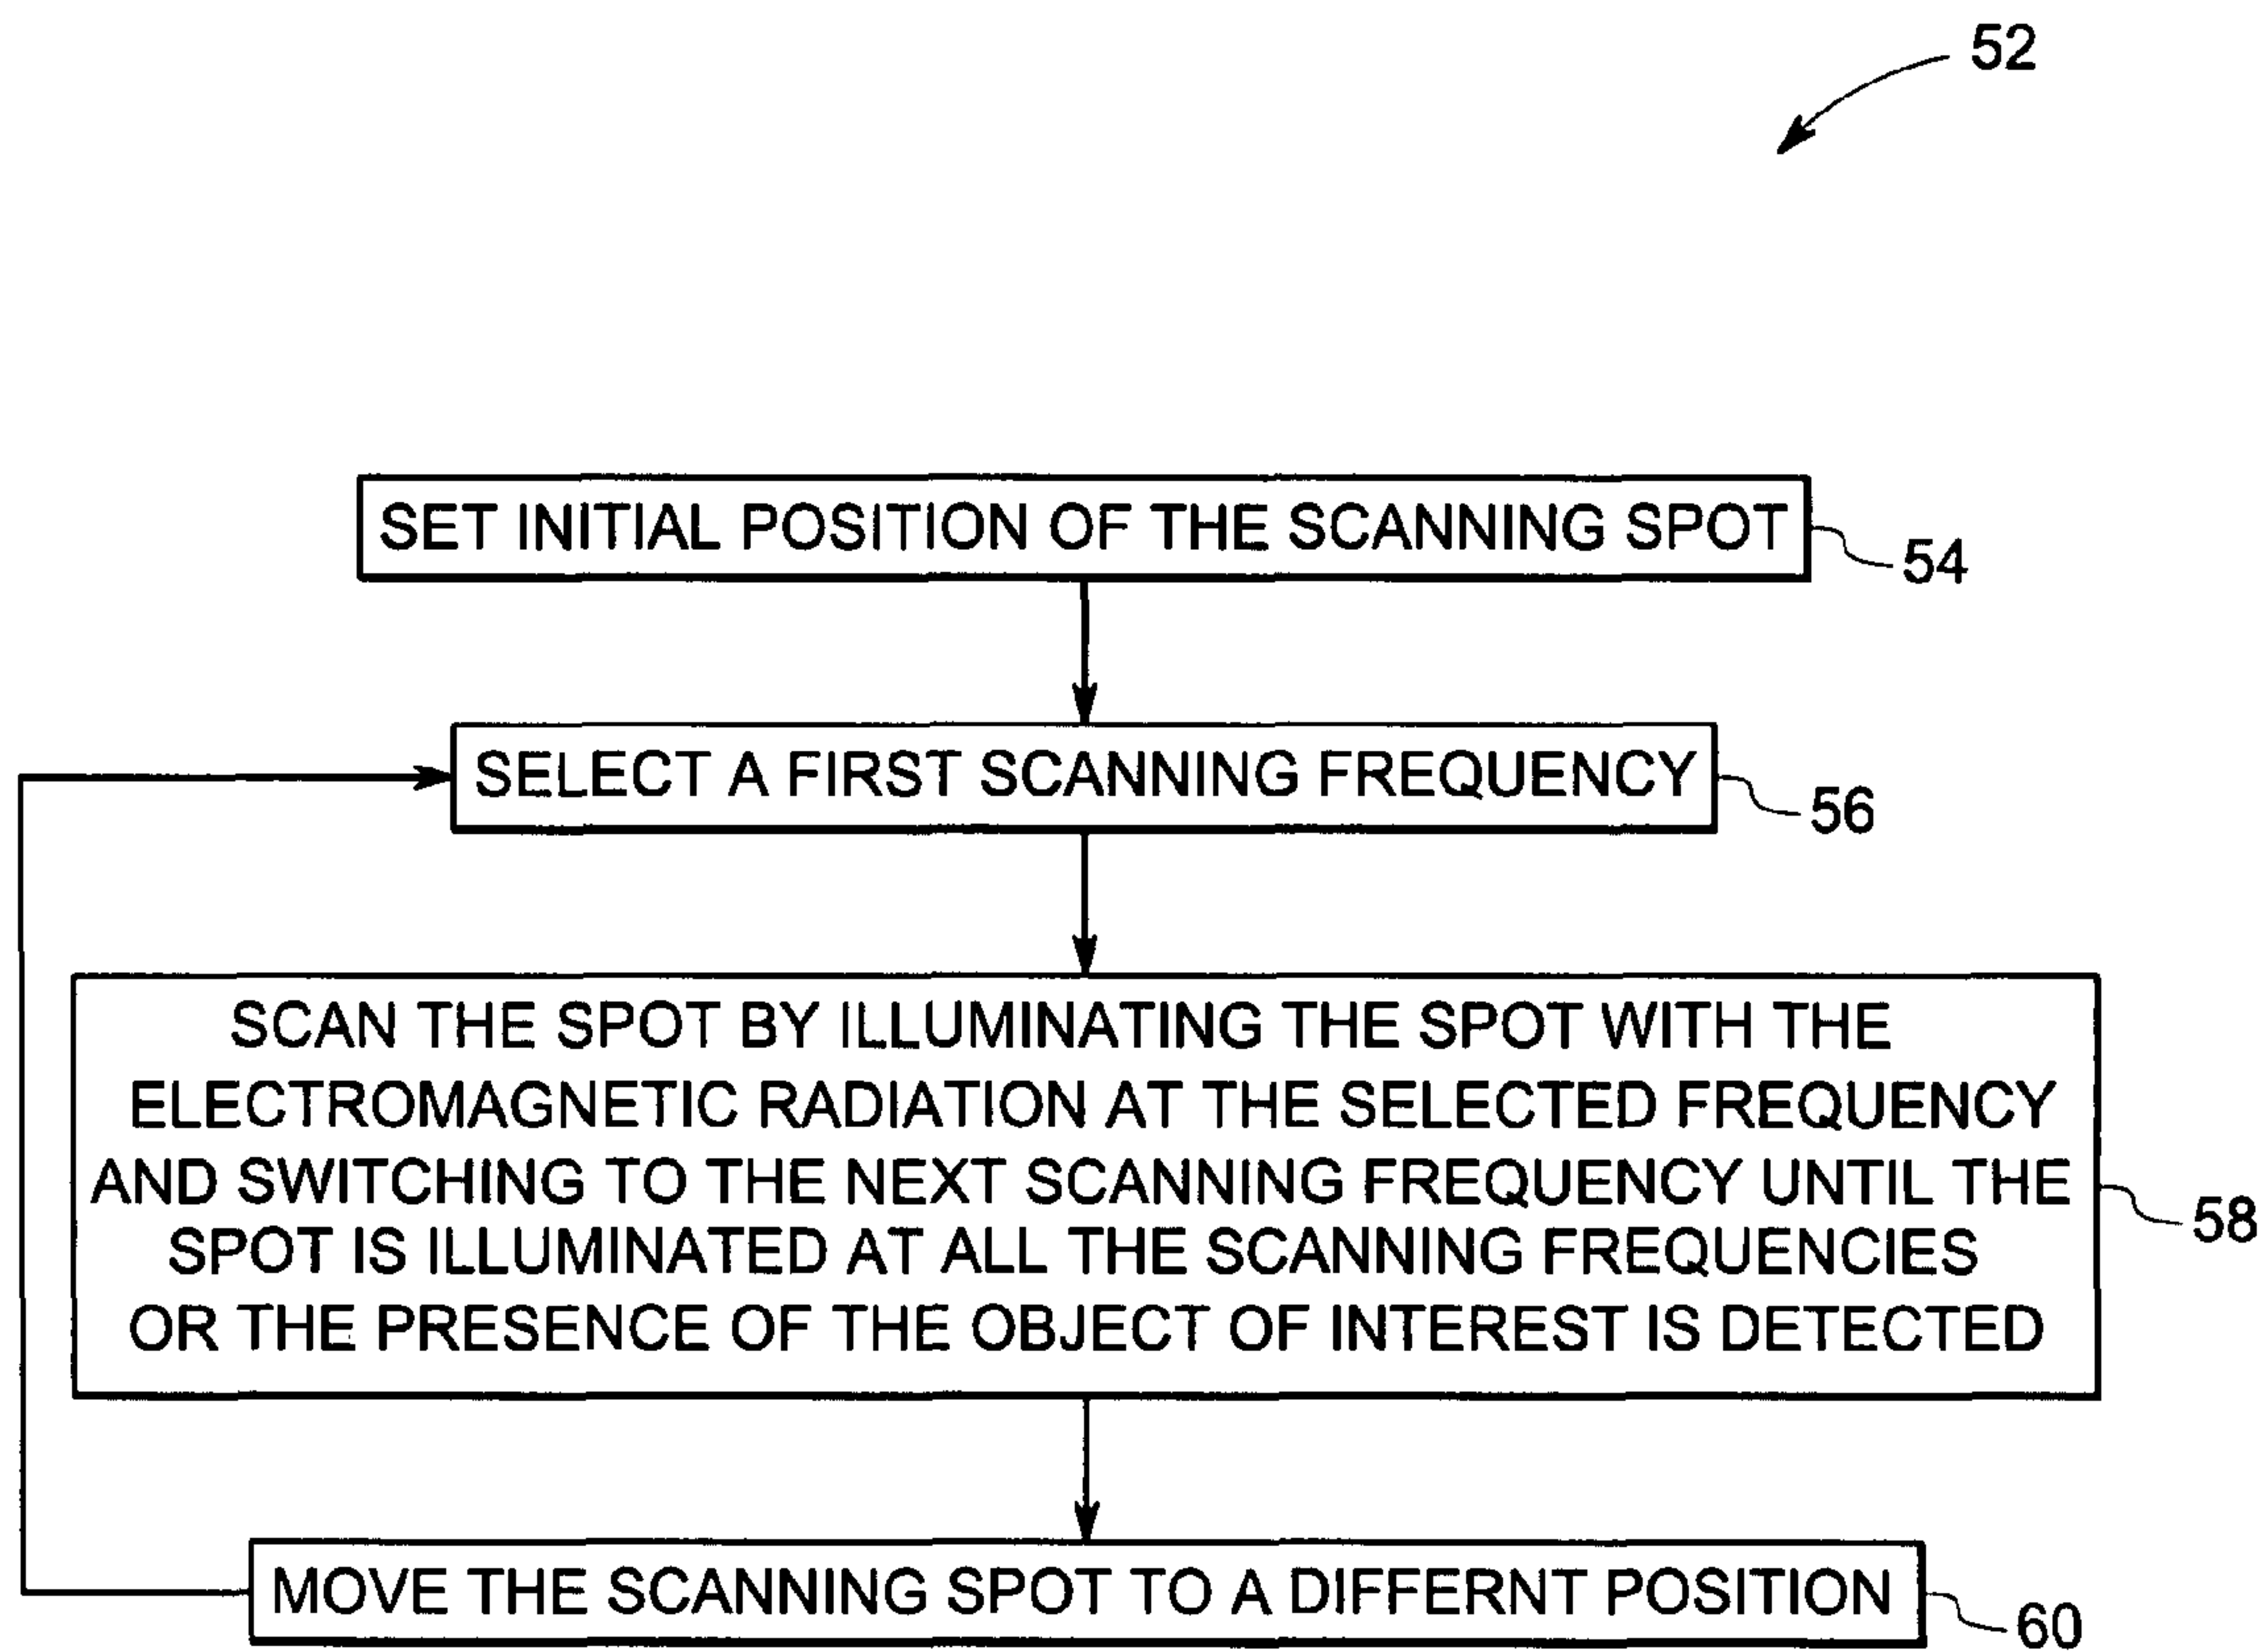 52
SET INITIAL POSITION OF THE SCANNING SPOT
54
SELECT A FIRST SCANNING FREQUENCY
56
SCAN THE SPOT BY ILLUMINATING THE SPOT WITH THE
ELECTROMAGNETIC RADIATION AT THE SELECTED FREQUENCY
AND SWITCHING TO THE NEXT SCANNING FREQUENCY UNTIL THE
SPOT IS ILLUMINATED AT ALL THE SCANNING FREQUENCIES
OR THE PRESENCE OF THE OBJECT OF INTEREST IS DETECTED
58
MOVE THE SCANNING SPOT TO A DIFFERNT POSITION
60